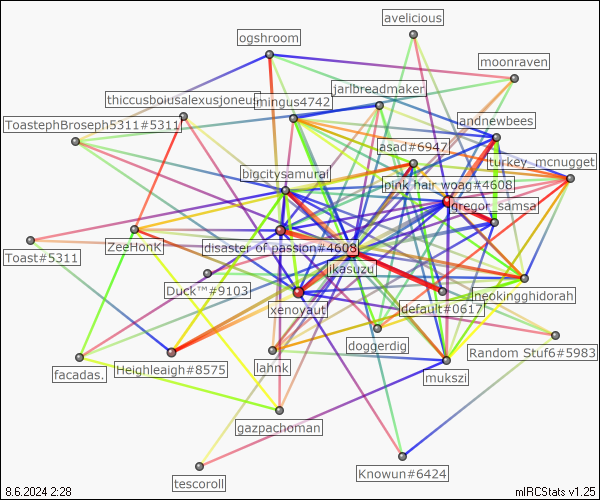 avelicious
ogshroom
moonraven
jarlbreadmaker
thiccusboiusalexusjoneus
mingus4742
ToastephBroseph5311#5311
andnewbees
asad#6947
turkey_mcnugget
bigcitysamurai
pink hair woag#4608
gregor_samsa
ZeeHonK
disaster of passion#4608
Toast#5311
ikasuzu
Duck™#9103
neokingghidorah
xenoyaut
default#0617
doggerdig
Random Stuf6#5983
facadas.
Heighleigh#8575
lahnk
mukszi
gazpachoman
Knowun#6424
tescoroll
8.6.2024 2:28
mIRCStats v1.25